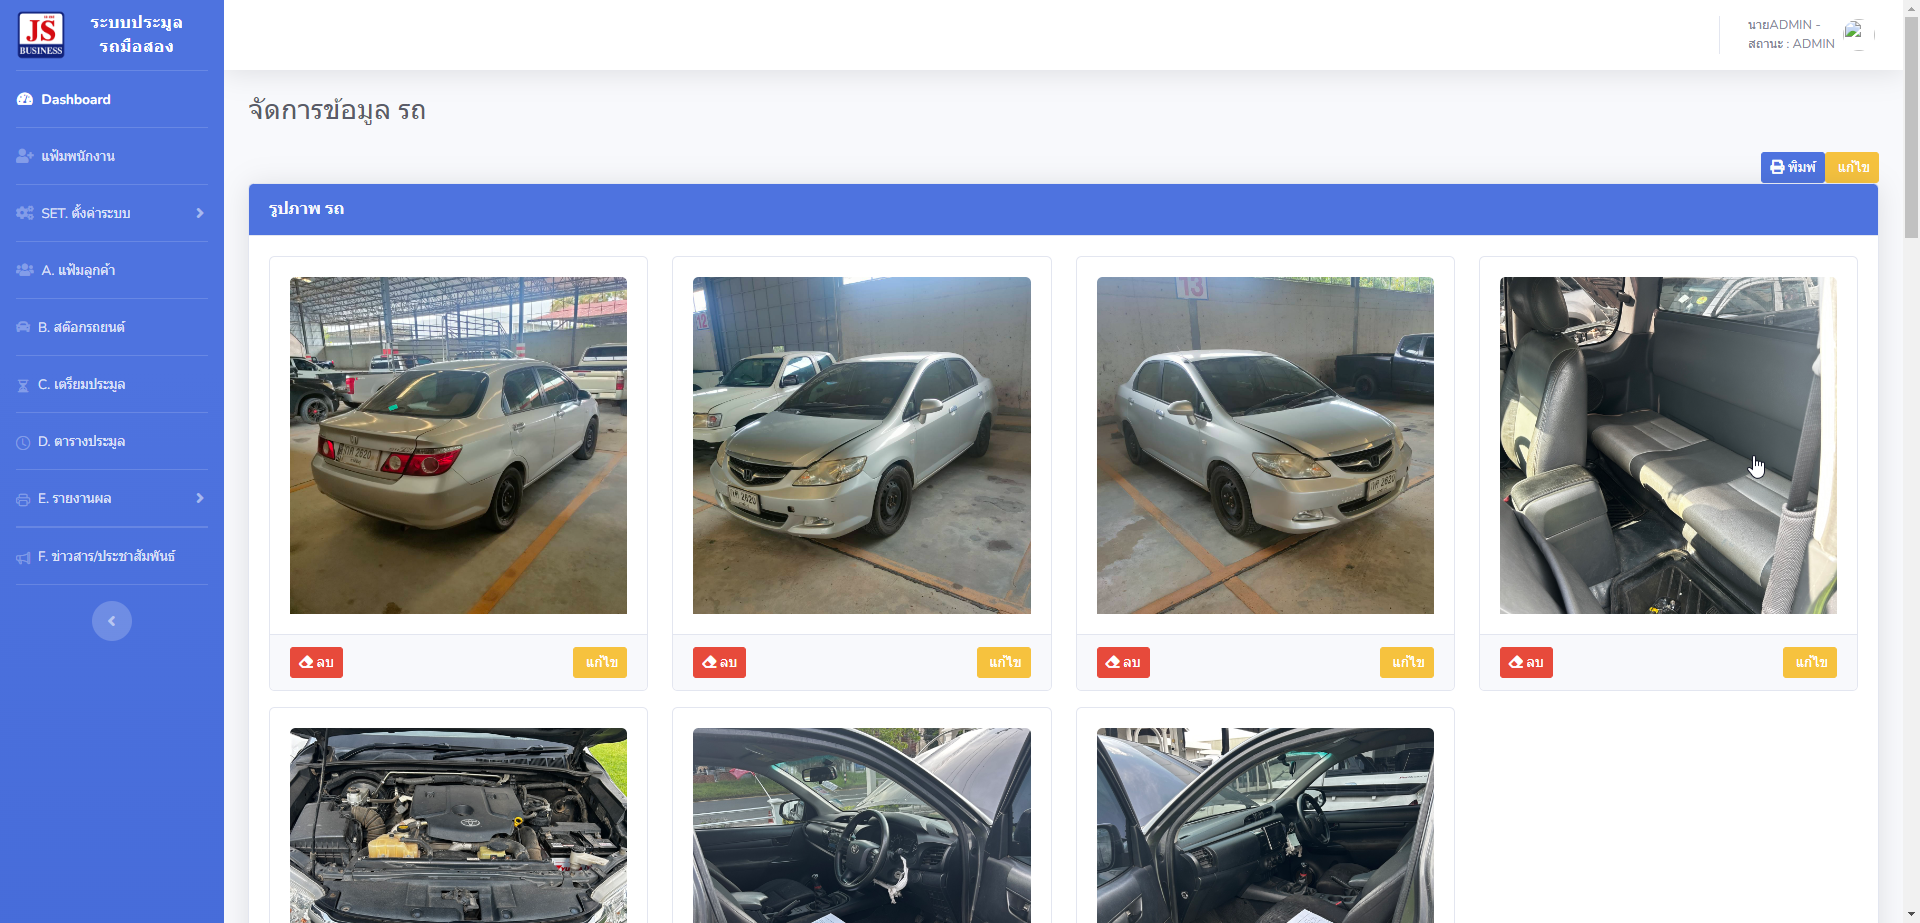 JS
BUSINESS
ระบบประมูล
รถมือสอง
Dashboard
แฟ้มพนักงาน
SET. ตั้งค่าระบบ
A. แฟ้มลูกค้า
B. สต๊อกรถยนต์
C. เตรียมประมูล
D. ตารางประมูล
E. รายงานผล
F. ข่าวสาร/ประชาสัมพันธ์
นายADMIN -
สถานะ : ADMIN
จัดการข้อมูล รถ
พิมพ์ แก้ไข
รูปภาพ รถ
12
13
2620
2620
2620
ลบ แก้ไข
ลบ แก้ไข
ลบ แก้ไข
ลบ แก้ไข